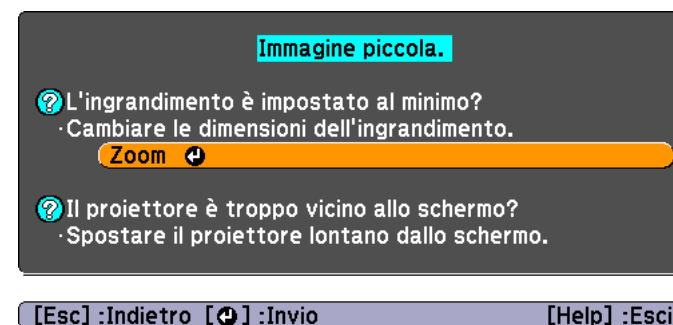 Immagine piccola.
L'ingrandimento è impostato al minimo?
·Cambiare le dimensioni dell'ingrandimento.
Zoom
Il proiettore è troppo vicino allo schermo?
·Spostare il proiettore lontano dallo schermo.
[Esc] :Indietro [⏎] :Invio [Help] :Esci